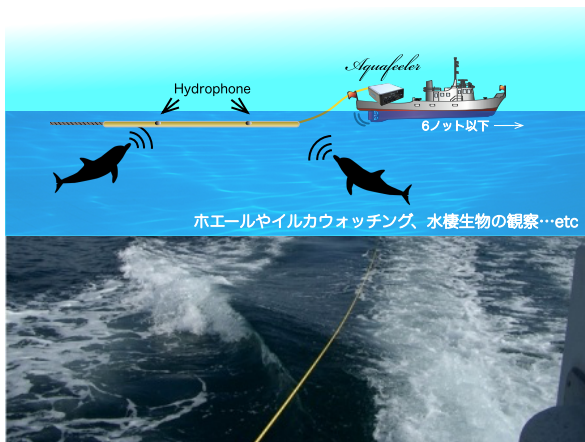 Aquafeeler
Hydrophone
6ノット以下
ホエールやイルカウォッチング、水棲生物の観察…etc